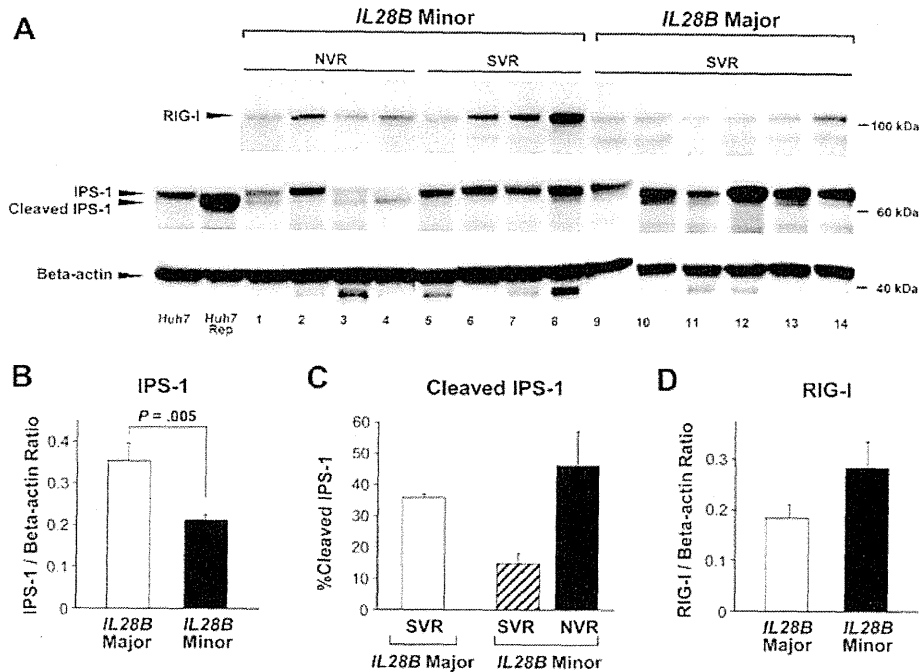 A
IL28B Minor
IL28B Major
NVR
SVR
SVR
RIG-I
100 kDa
IPS-1
Cleaved IPS-1
60 kDa
Beta-actin
40 kDa
Huh7
Huh7 Rep
1 2 3 4 5 6 7 8 9 10 11 12 13 14
B
IPS-1
P = .005
IPS-1 / Beta-actin Ratio
0.4
0.3
0.2
0.1
0
IL28B Major
IL28B Minor
C
Cleaved IPS-1
%Cleaved IPS-1
60
50
40
30
20
10
0
SVR
SVR
NVR
IL28B Major
IL28B Minor
D
RIG-I
RIG-I / Beta-actin Ratio
0.3
0.2
0.1
0
IL28B Major
IL28B Minor